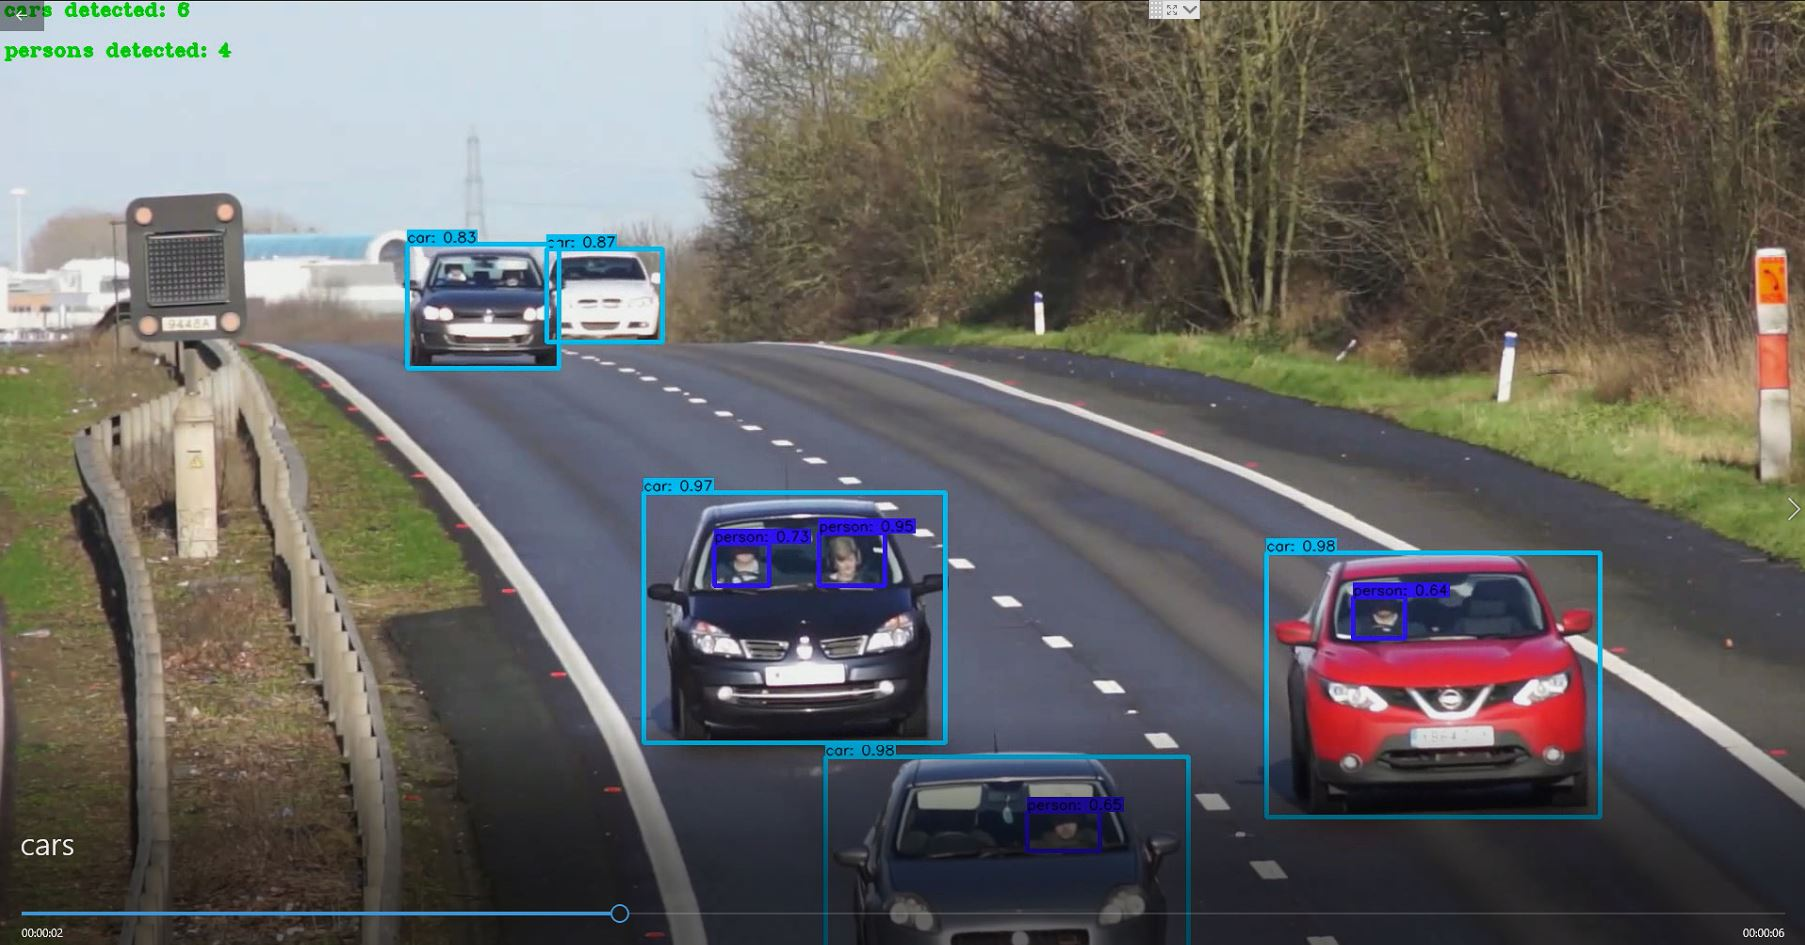 cars detected: 6
persons detected: 4
car: 0.83
car: 0.87
9448A
car: 0.97
person: 0.73
person: 0.95
car: 0.98
person: 0.64
car: 0.98
person: 0.65
cars
00:00:02
00:00:06